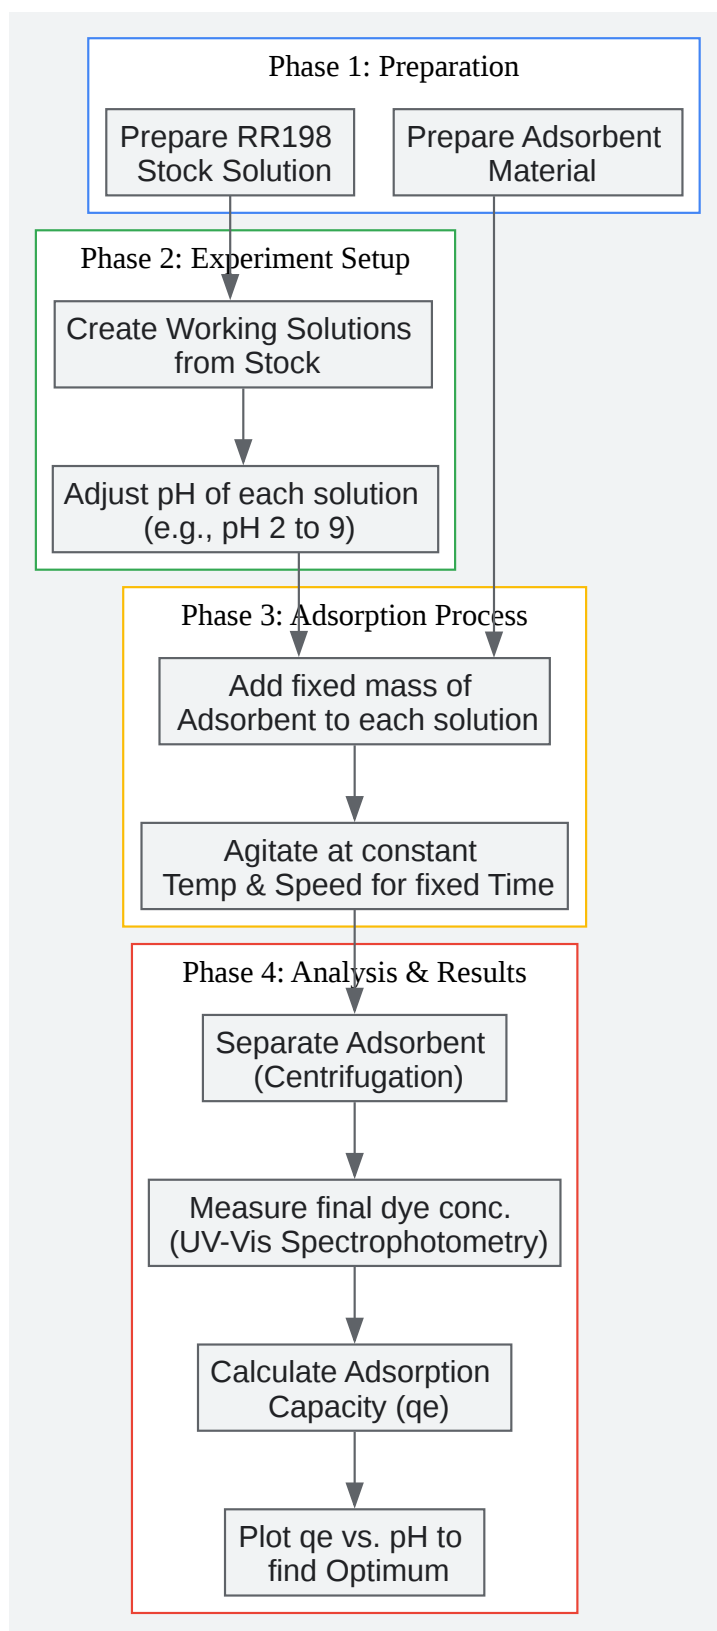 Phase 1: Preparation
Prepare RR198
Stock Solution
Prepare Adsorbent
Material
Phase 2: Experiment Setup
Create Working Solutions
from Stock
Adjust pH of each solution
(e.g., pH 2 to 9)
Phase 3: Adsorption Process
Add fixed mass of
Adsorbent to each solution
Agitate at constant
Temp & Speed for fixed Time
Phase 4: Analysis & Results
Separate Adsorbent
(Centrifugation)
Measure final dye conc.
(UV-Vis Spectrophotometry)
Calculate Adsorption
Capacity (qe)
Plot qe vs. pH to
find Optimum